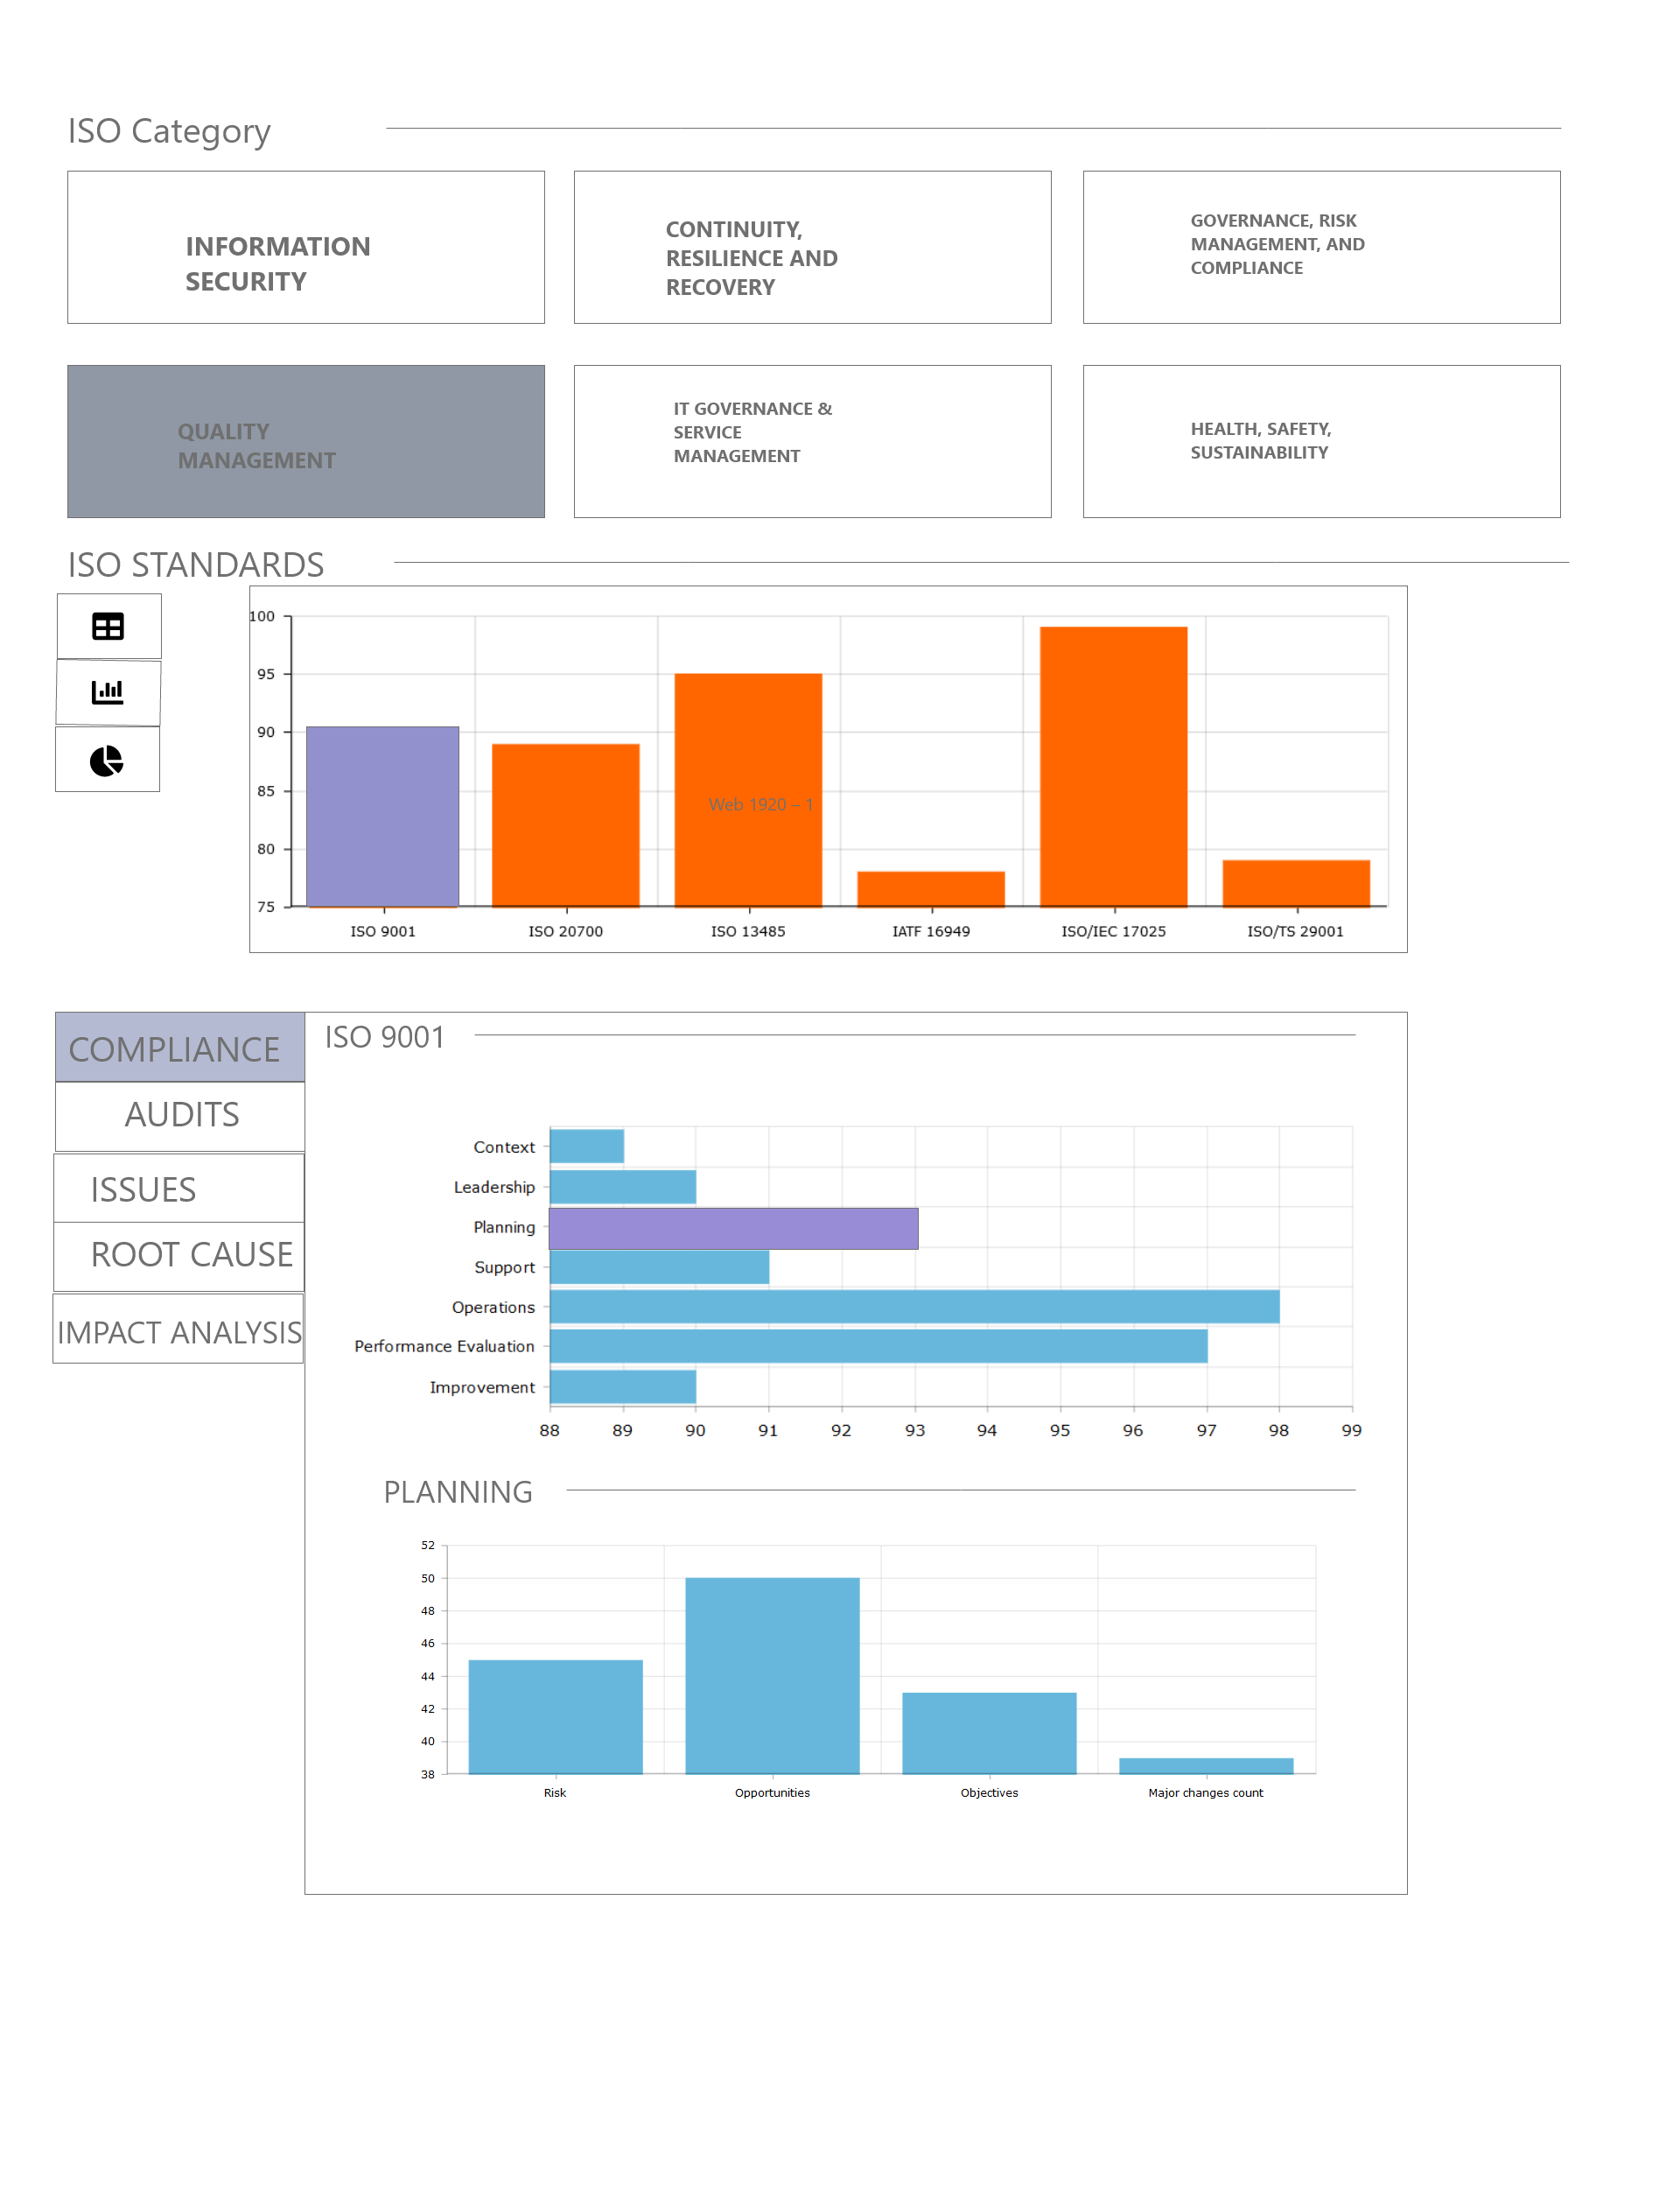 ISO Category
INFORMATION
SECURITY
CONTINUITY,
RESILIENCE AND
RECOVERY
GOVERNANCE, RISK
MANAGEMENT, AND
COMPLIANCE
QUALITY
MANAGEMENT
IT GOVERNANCE &
SERVICE
MANAGEMENT
HEALTH, SAFETY,
SUSTAINABILITY
ISO STANDARDS
100
95
90
85
80
75
Web 1920 – 1
ISO 9001
ISO 20700
ISO 13485
IATF 16949
ISO/IEC 17025
ISO/TS 29001
COMPLIANCE
AUDITS
ISSUES
ROOT CAUSE
IMPACT ANALYSIS
ISO 9001
Context
Leadership
Planning
Support
Operations
Performance Evaluation
Improvement
88 89 90 91 92 93 94 95 96 97 98 99
PLANNING
52
50
48
46
44
42
40
38
Risk
Opportunities
Objectives
Major changes count